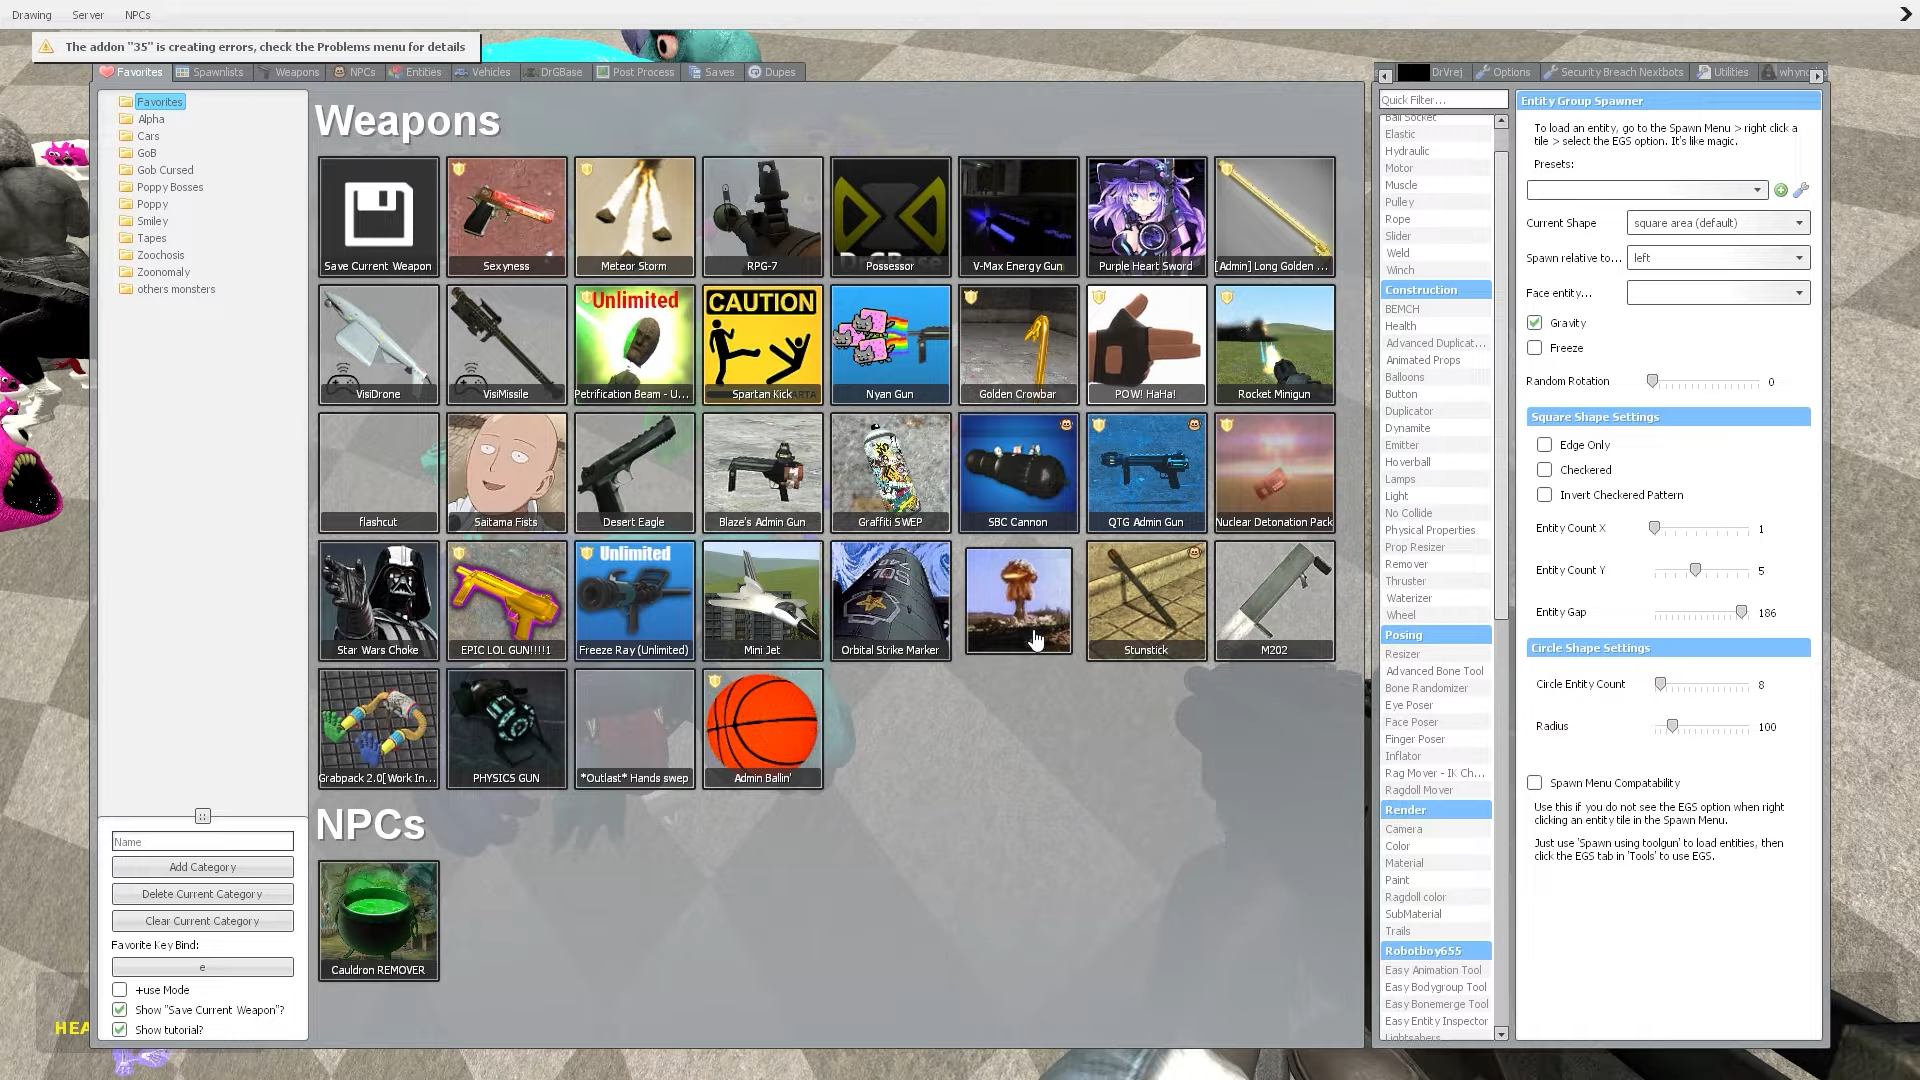 Drawing Server NPCs
The addon "35" is creating errors, check the Problems menu for details
Favorites Spawnlists Weapons NPCs Entities Vehicles DrGBase Post Process Saves Dupes
Favorites
Alpha
Cars
GoB
Gob Cursed
Poppy Bosses
Poppy
Smiley
Tapes
Zoochosis
Zoonomaly
others monsters
Name
Add Category
Delete Current Category
Clear Current Category
Favorite Key Bind:
e
+use Mode
Show "Save Current Weapon"?
Show tutorial?
HEA
Weapons
Save Current Weapon
Sexyness
Meteor Storm
RPG-7
Possessor
V-Max Energy Gun
Purple Heart Sword
[Admin] Long Golden ...
VisiDrone
VisiMissile
Unlimited
Petrification Beam - U...
CAUTION
Spartan Kick
Nyan Gun
Golden Crowbar
POW! HaHa!
Rocket Minigun
flashcut
Saitama Fists
Desert Eagle
Blaze's Admin Gun
Graffiti SWEP
SBC Cannon
QTG Admin Gun
Nuclear Detonation Pack
Star Wars Choke
EPIC LOL GUN!!!!1
Unlimited
Freeze Ray (Unlimited)
Mini Jet
Orbital Strike Marker
Stunstick
M202
Grabpack 2.0[Work In...
PHYSICS GUN
*Outlast* Hands swep
Admin Ballin'
NPCs
Cauldron REMOVER
DrVrej Options Security Breach Nextbots Utilities
Quick Filter...
Ball Socket
Elastic
Hydraulic
Motor
Muscle
Pulley
Rope
Slider
Weld
Winch
Construction
BEMCH
Health
Advanced Duplicat...
Animated Props
Balloons
Button
Duplicator
Dynamite
Emitter
Hoverball
Lamps
Light
No Collide
Physical Properties
Prop Resizer
Remover
Thruster
Waterizer
Wheel
Posing
Resizer
Advanced Bone Tool
Bone Randomizer
Eye Poser
Face Poser
Finger Poser
Inflator
Rag Mover - IK Ch...
Ragdoll Mover
Render
Camera
Color
Material
Paint
Ragdoll color
SubMaterial
Trails
Robotboy655
Easy Animation Tool
Easy Bodygroup Tool
Easy Bonemerge Tool
Easy Entity Inspector
Lightsabers
Entity Group Spawner
To load an entity, go to the Spawn Menu > right click a
tile > select the EGS option. It's like magic.
Presets:
Current Shape square area (default)
Spawn relative to... left
Face entity...
Gravity
Freeze
Random Rotation 0
Square Shape Settings
Edge Only
Checkered
Invert Checkered Pattern
Entity Count X 1
Entity Count Y 5
Entity Gap 186
Circle Shape Settings
Circle Entity Count 8
Radius 100
Spawn Menu Compatability
Use this if you do not see the EGS option when right
clicking an entity tile in the Spawn Menu.
Just use 'Spawn using toolgun' to load entities, then
click the EGS tab in 'Tools' to use EGS.